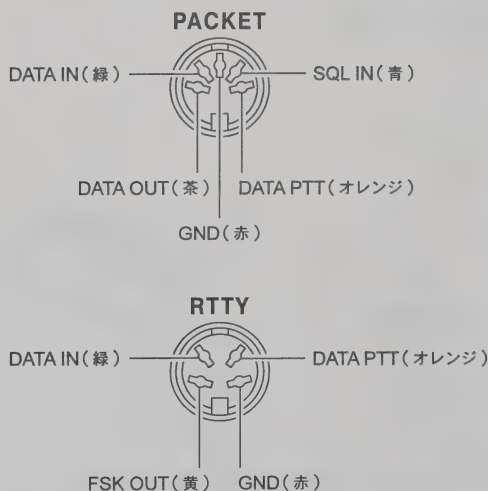 PACKET
DATA IN(緑)
SQL IN(青)
DATA OUT(茶)
DATA PTT(オレンジ)
GND(赤)
RTTY
DATA IN(緑)
DATA PTT(オレンジ)
FSK OUT(黄)
GND(赤)